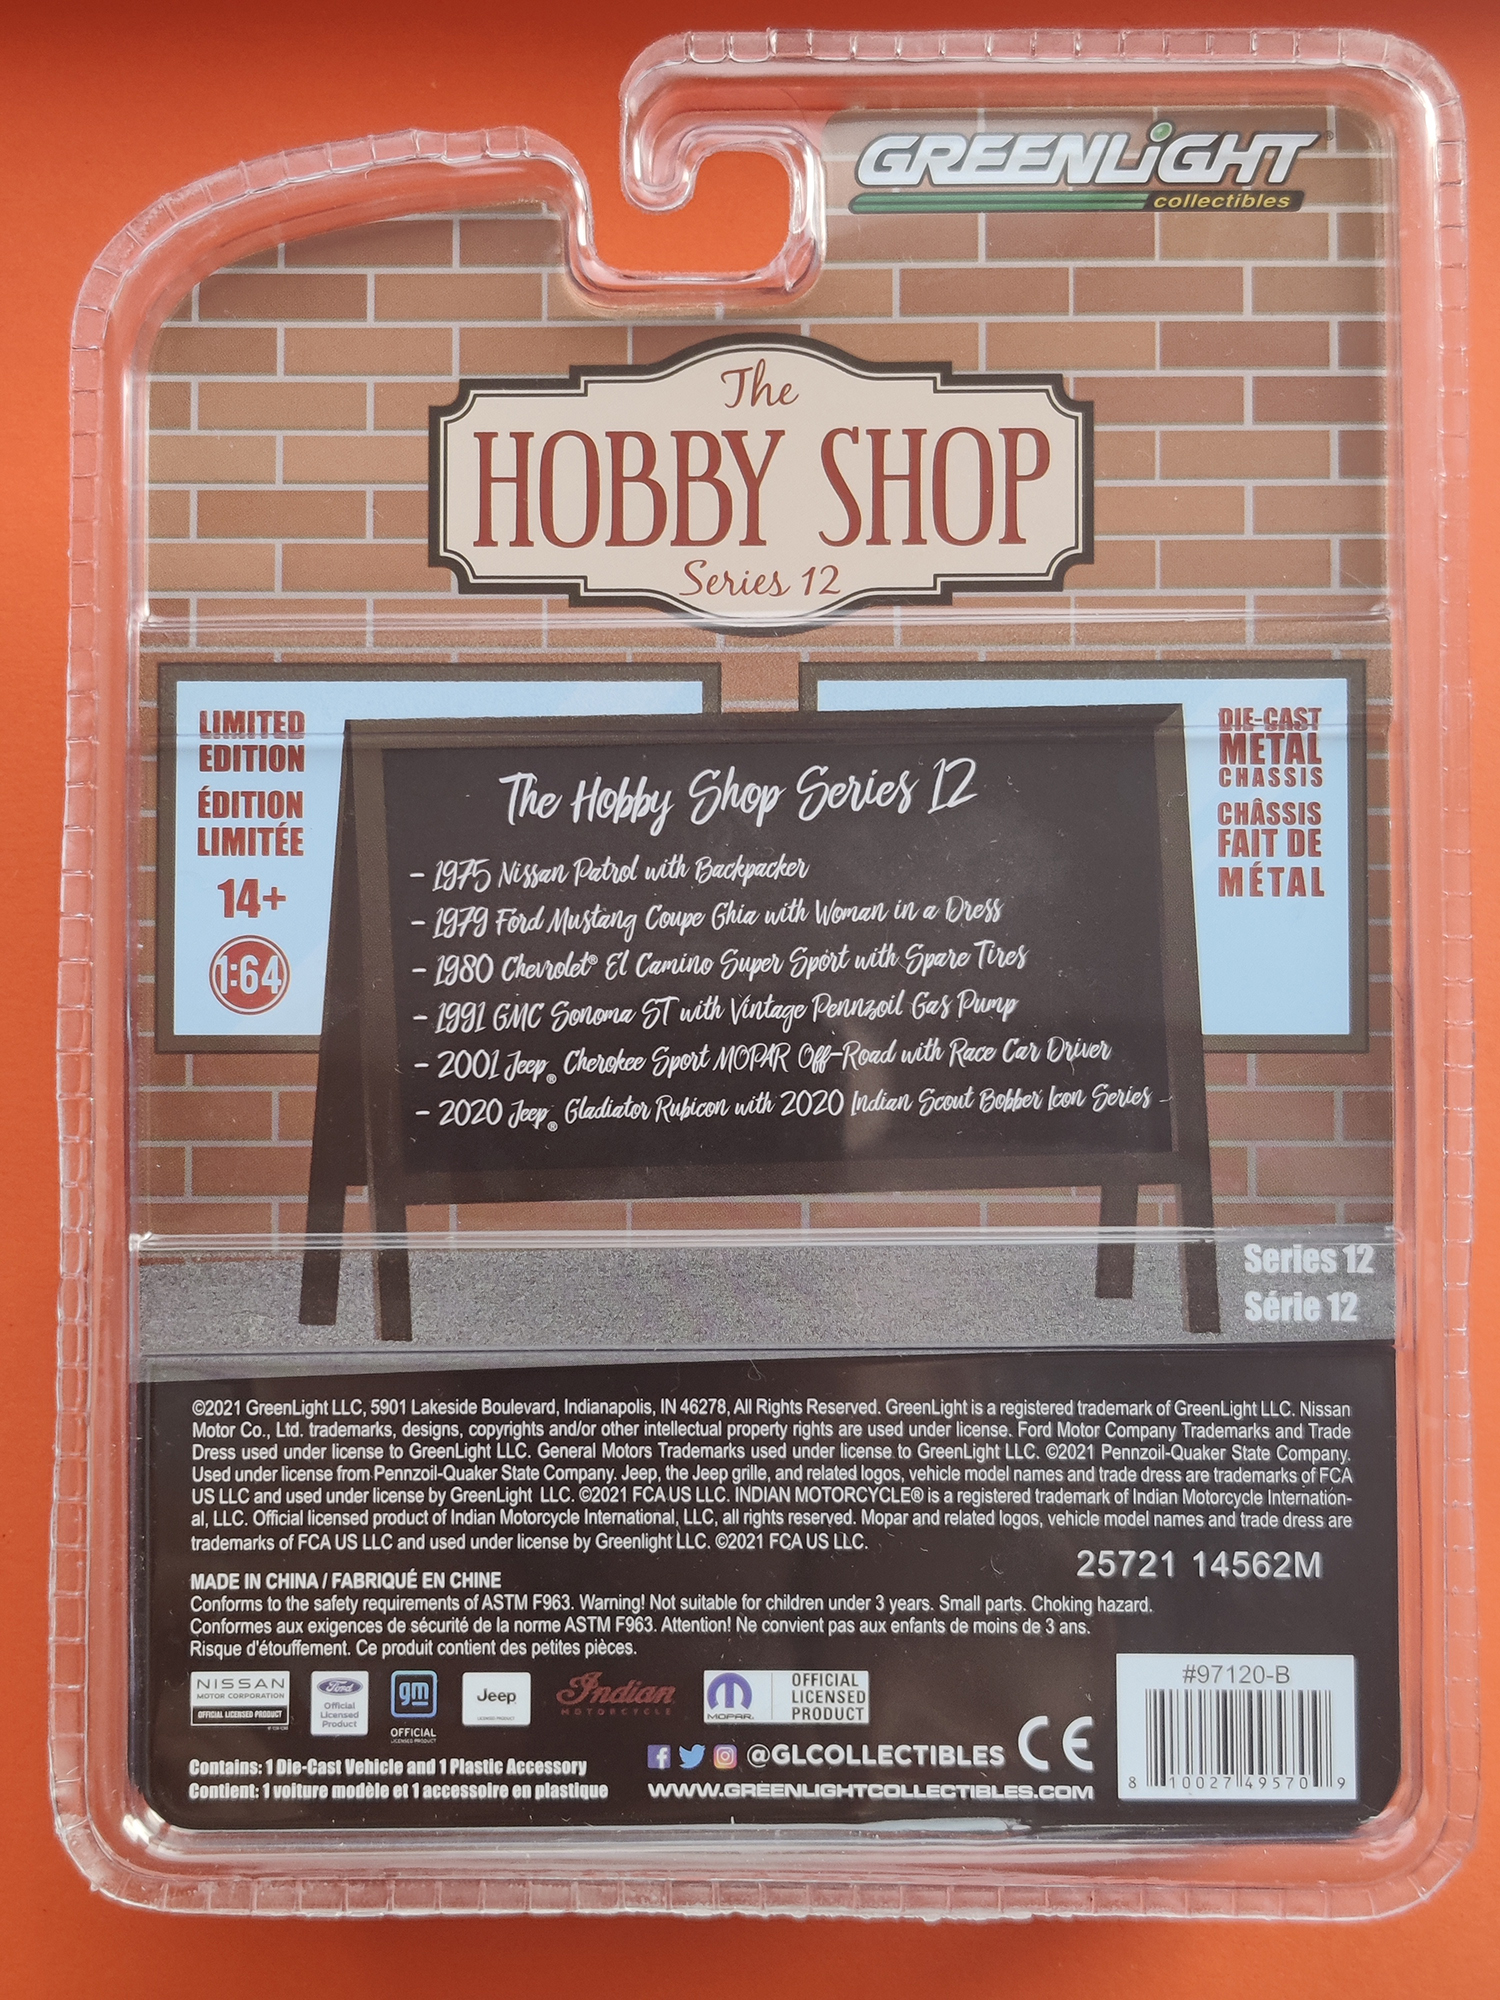 GREENLiGHT®
collectibles
The
HOBBY SHOP
Series 12
LIMITED
EDITION
ÉDITION
LIMITÉE
14+
1:64
DIE-CAST
METAL
CHASSIS
CHÂSSIS
FAIT DE
MÉTAL
The Hobby Shop Series 12
- 1975 Nissan Patrol with Backpacker
- 1979 Ford Mustang Coupe Ghia with Woman in a Dress
- 1980 Chevrolet® El Camino Super Sport with Spare Tires
- 1991 GMC Sonoma ST with Vintage Pennzoil Gas Pump
- 2001 Jeep® Cherokee Sport MOPAR Off-Road with Race Car Driver
- 2020 Jeep® Gladiator Rubicon with 2020 Indian Scout Bobber Icon Series -
Series 12
Série 12
©2021 GreenLight LLC, 5901 Lakeside Boulevard, Indianapolis, IN 46278, All Rights Reserved. GreenLight is a registered trademark of GreenLight LLC. Nissan
Motor Co., Ltd. trademarks, designs, copyrights and/or other intellectual property rights are used under license. Ford Motor Company Trademarks and Trade
Dress used under license to GreenLight LLC. General Motors Trademarks used under license to GreenLight LLC. ©2021 Pennzoil-Quaker State Company.
Used under license from Pennzoil-Quaker State Company. Jeep, the Jeep grille, and related logos, vehicle model names and trade dress are trademarks of FCA
US LLC and used under license by GreenLight LLC. ©2021 FCA US LLC. INDIAN MOTORCYCLE® is a registered trademark of Indian Motorcycle Internation-
al, LLC. Official licensed product of Indian Motorcycle International, LLC, all rights reserved. Mopar and related logos, vehicle model names and trade dress are
trademarks of FCA US LLC and used under license by Greenlight LLC. ©2021 FCA US LLC.
25721 14562M
MADE IN CHINA / FABRIQUÉ EN CHINE
Conforms to the safety requirements of ASTM F963. Warning! Not suitable for children under 3 years. Small parts. Choking hazard.
Conformes aux exigences de sécurité de la norme ASTM F963. Attention! Ne convient pas aux enfants de moins de 3 ans.
Risque d'étouffement. Ce produit contient des petites pièces.
NISSAN
MOTOR CORPORATION
OFFICIAL LICENSED PRODUCT
Ford
Official
Licensed
Product
gm
OFFICIAL
LICENSED PRODUCT
Jeep
LICENSED PRODUCT
Indian
MOTORCYCLE
MOPAR®
OFFICIAL
LICENSED
PRODUCT
#97120-B
8 10027 49570 9
Contains: 1 Die-Cast Vehicle and 1 Plastic Accessory
Contient: 1 voiture modèle et 1 accessoire en plastique
@GLCOLLECTIBLES
WWW.GREENLIGHTCOLLECTIBLES.COM
CE